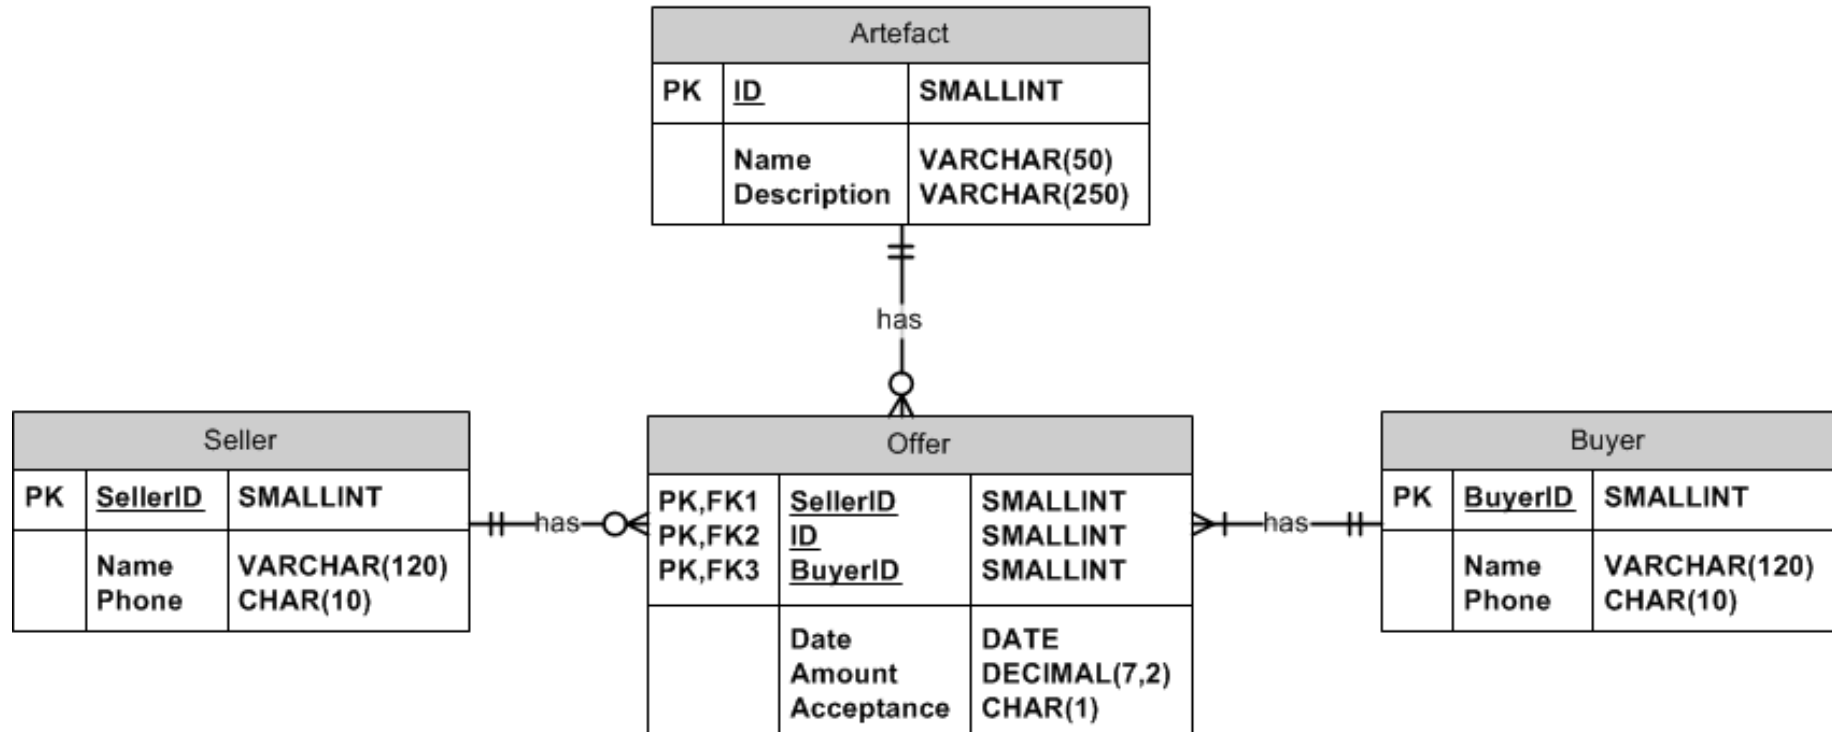 Artefact
PK ID SMALLINT
Name VARCHAR(50)
Description VARCHAR(250)
has
Seller
PK SellerID SMALLINT
Name VARCHAR(120)
Phone CHAR(10)
has
Offer
PK,FK1 SellerID SMALLINT
PK,FK2 ID SMALLINT
PK,FK3 BuyerID SMALLINT
Date DATE
Amount DECIMAL(7,2)
Acceptance CHAR(1)
has
Buyer
PK BuyerID SMALLINT
Name VARCHAR(120)
Phone CHAR(10)